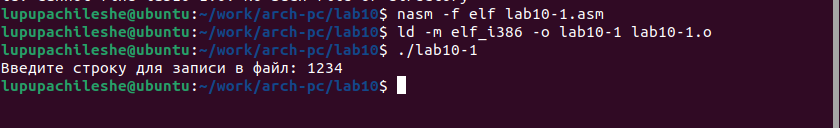 lupupachileshe@ubuntu:~/work/arch-pc/lab10$ nasm -f elf lab10-1.asm
lupupachileshe@ubuntu:~/work/arch-pc/lab10$ ld -m elf_i386 -o lab10-1 lab10-1.o
lupupachileshe@ubuntu:~/work/arch-pc/lab10$ ./lab10-1
Введите строку для записи в файл: 1234
lupupachileshe@ubuntu:~/work/arch-pc/lab10$